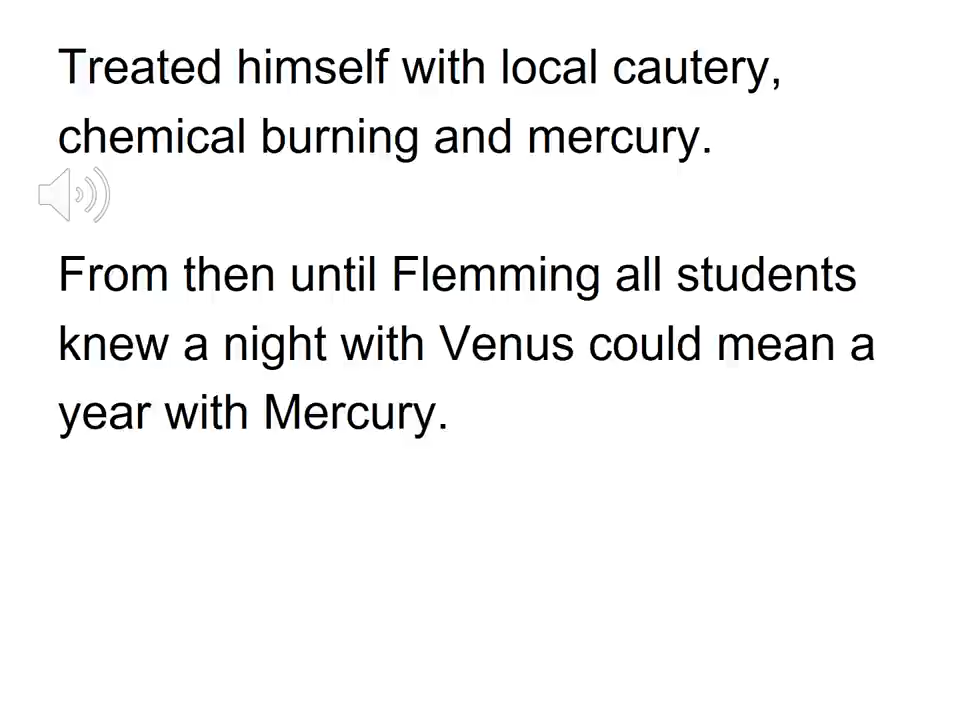 Treated himself with local cautery,
chemical burning and mercury.
From then until Flemming all students
knew a night with Venus could mean a
year with Mercury.